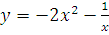 y = −2x² − 1/x